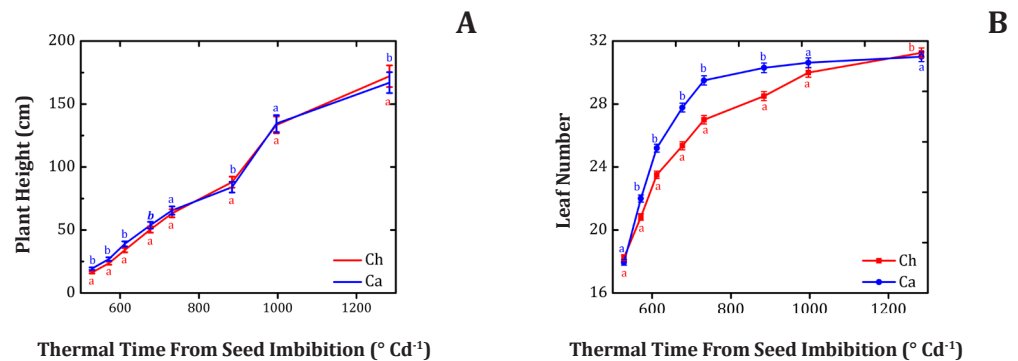 A
200
150
100
50
0
Plant Height (cm)
b
b
b
b
a
b
a
b
a
a
a
a
a
a
a
a
Ch
Ca
600
800
1000
1200
Thermal Time From Seed Imbibition (° Cd-1)
B
32
28
24
20
16
Leaf Number
a
b
b
b
b
b
a
b
a
a
a
a
a
a
a
a
Ch
Ca
600
800
1000
1200
Thermal Time From Seed Imbibition (° Cd-1)